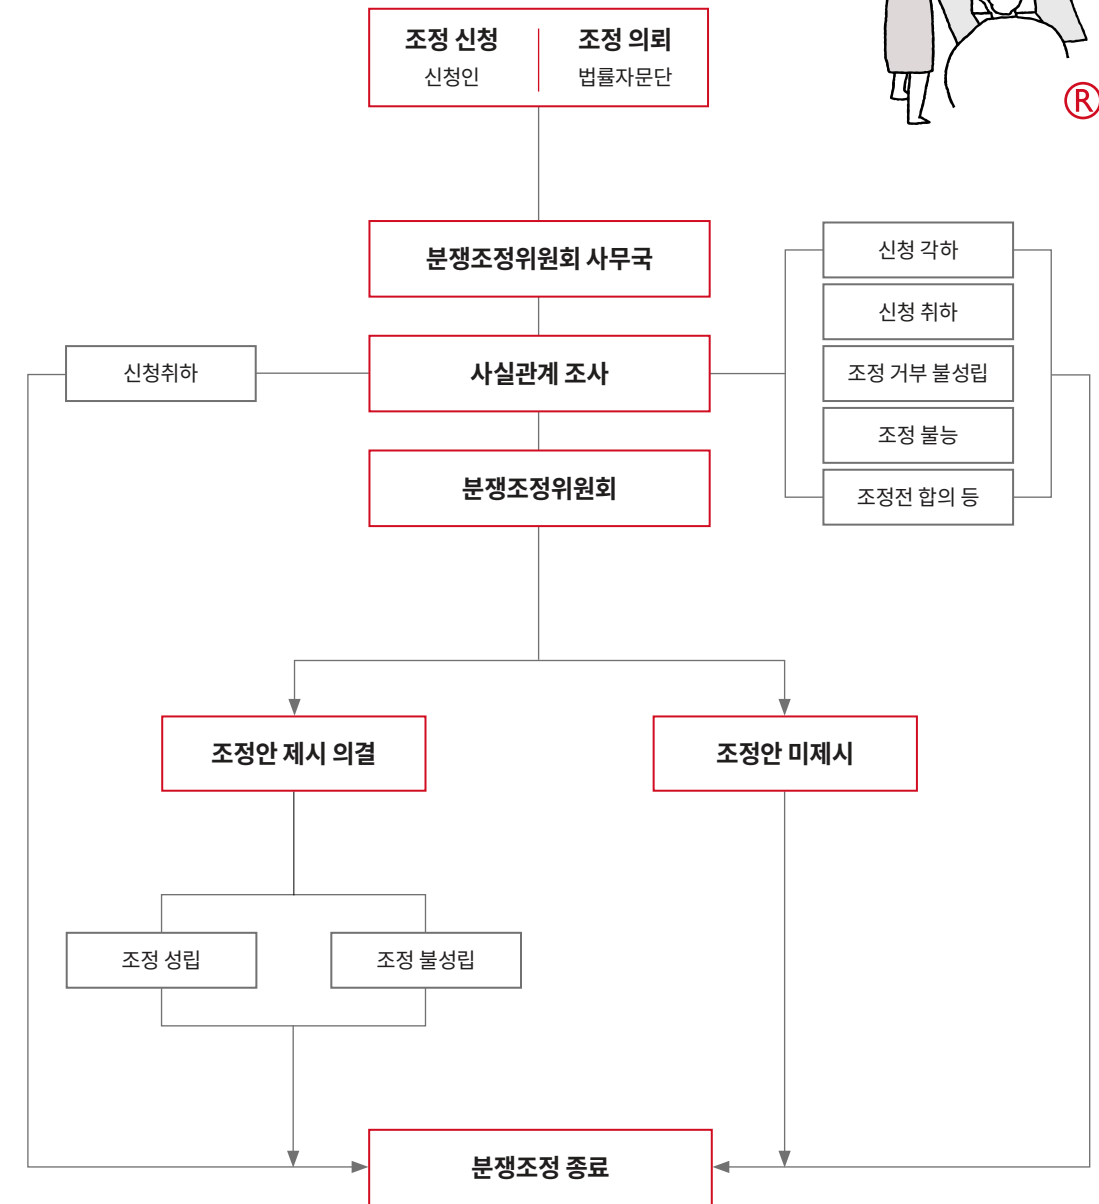 조정 신청
신청인
조정 의뢰
법률자문단
®
분쟁조정위원회 사무국
신청 각하
신청 취하
신청취하
사실관계 조사
조정 거부 불성립
조정 불능
분쟁조정위원회
조정전 합의 등
조정안 제시 의결
조정안 미제시
조정 성립
조정 불성립
분쟁조정 종료